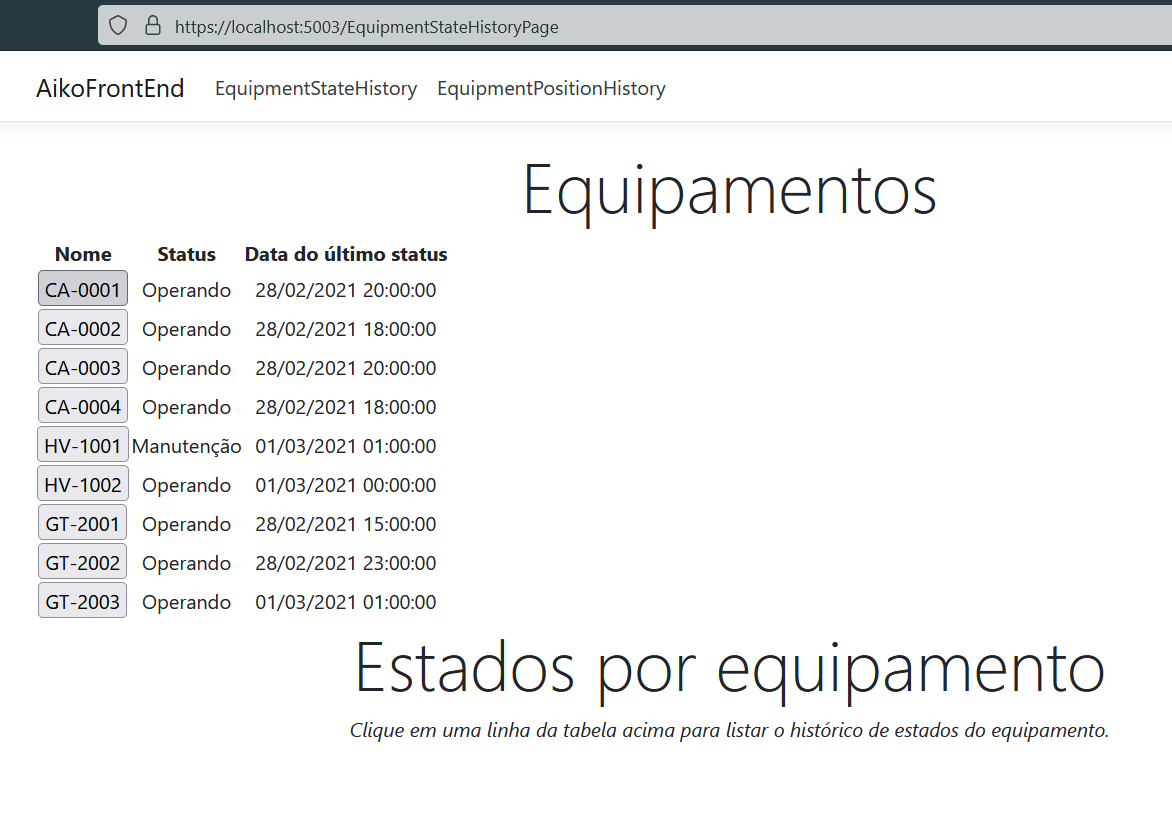 https://localhost:5003/EquipmentStateHistoryPage
AikoFrontEnd EquipmentStateHistory EquipmentPositionHistory
Equipamentos
Nome Status Data do último status
CA-0001 Operando 28/02/2021 20:00:00
CA-0002 Operando 28/02/2021 18:00:00
CA-0003 Operando 28/02/2021 20:00:00
CA-0004 Operando 28/02/2021 18:00:00
HV-1001 Manutenção 01/03/2021 01:00:00
HV-1002 Operando 01/03/2021 00:00:00
GT-2001 Operando 28/02/2021 15:00:00
GT-2002 Operando 28/02/2021 23:00:00
GT-2003 Operando 01/03/2021 01:00:00
Estados por equipamento
Clique em uma linha da tabela acima para listar o histórico de estados do equipamento.